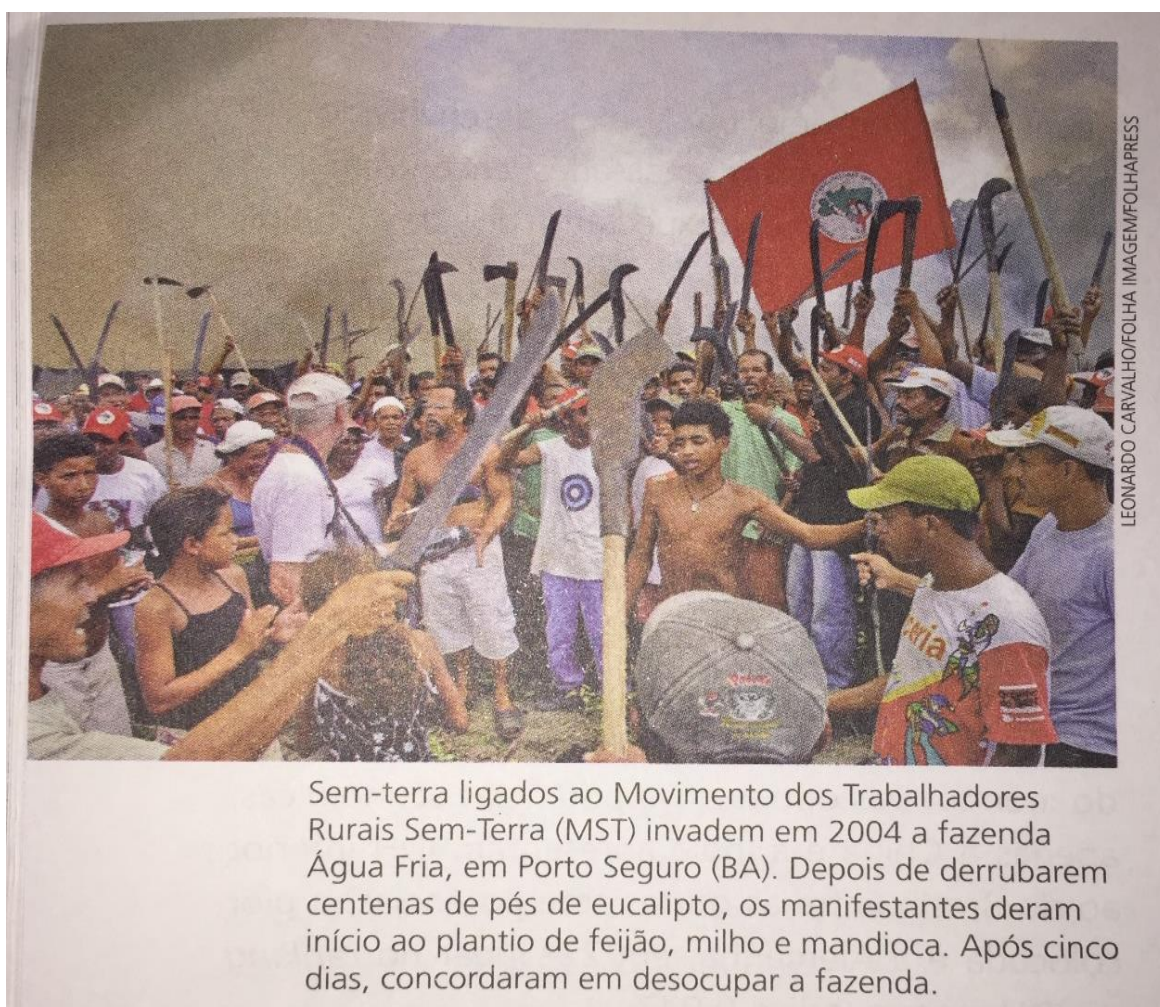 LEONARDO CARVALHO/FOLHA IMAGEM/FOLHAPRESS
ceria
Sem-terra ligados ao Movimento dos Trabalhadores
Rurais Sem-Terra (MST) invadem em 2004 a fazenda
Água Fria, em Porto Seguro (BA). Depois de derrubarem
centenas de pés de eucalipto, os manifestantes deram
início ao plantio de feijão, milho e mandioca. Após cinco
dias, concordaram em desocupar a fazenda.